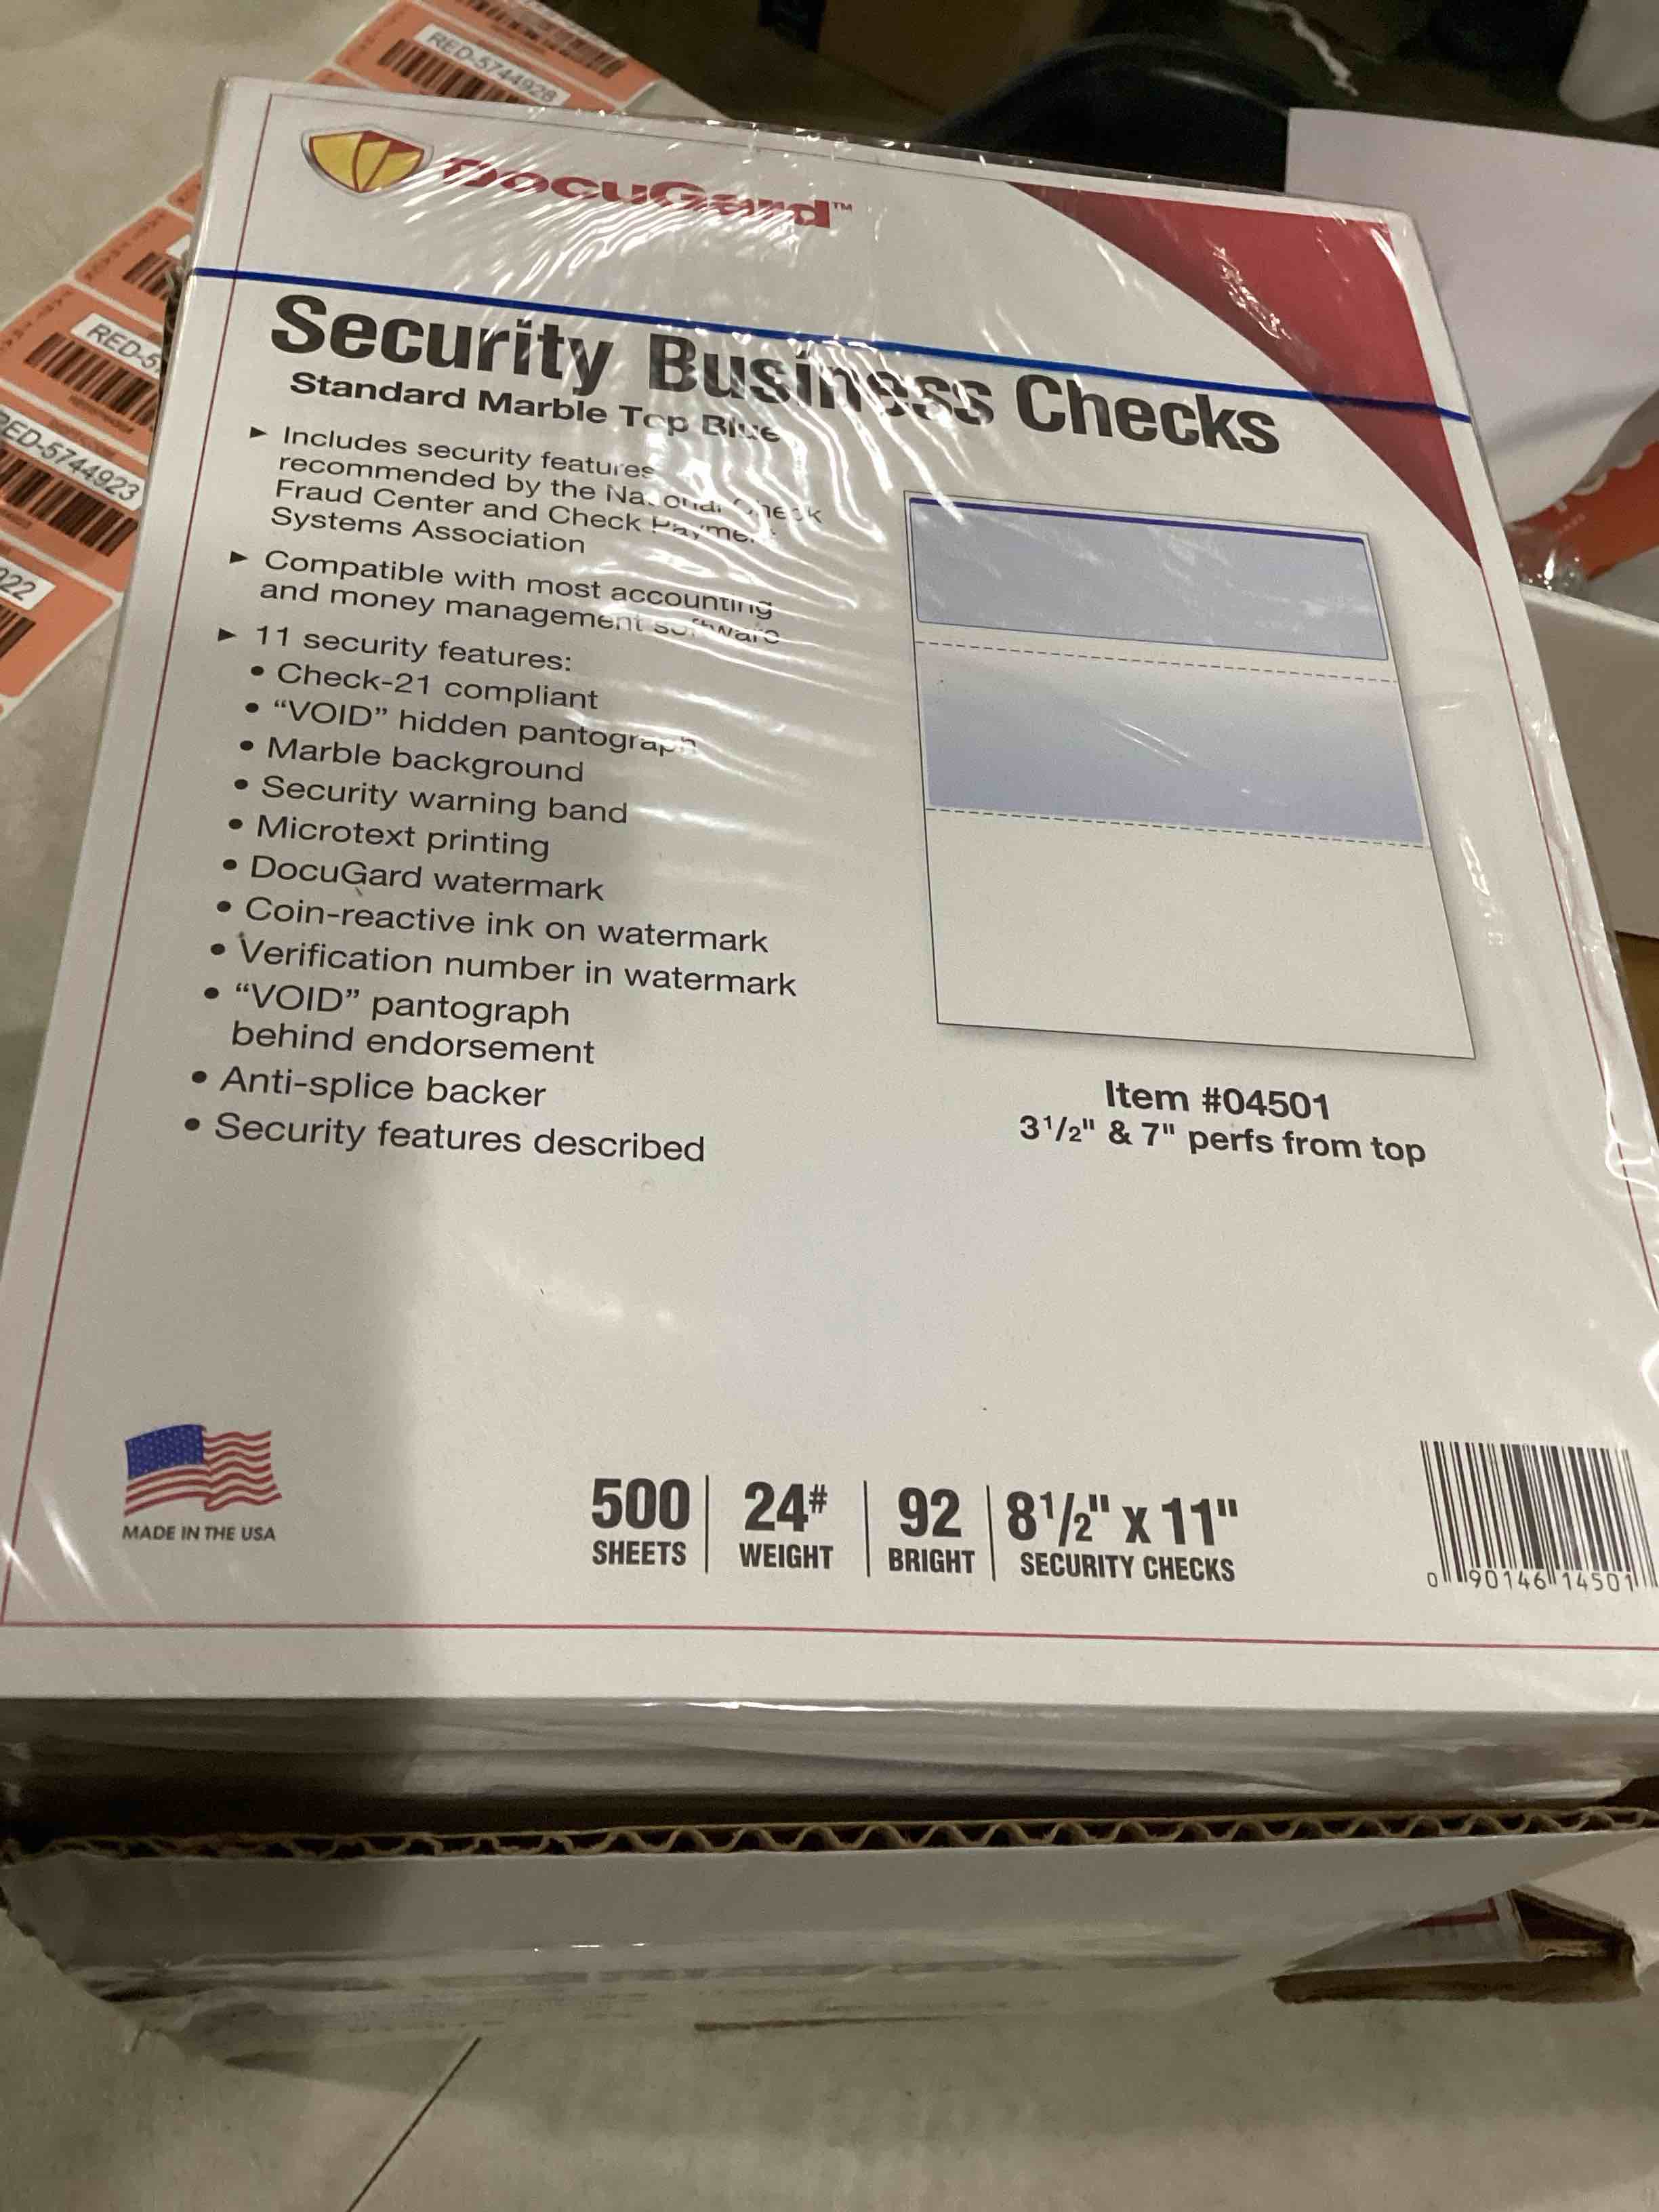 RED-5744928
RED-5
RED-5744923
922
DocuGard™
Security Business Checks
Standard Marble Top Blue
► Includes security features
recommended by the National Check
Fraud Center and Check Payment
Systems Association
► Compatible with most accounting
and money management software
► 11 security features:
• Check-21 compliant
• “VOID” hidden pantograph
• Marble background
• Security warning band
• Microtext printing
• DocuGard watermark
• Coin-reactive ink on watermark
• Verification number in watermark
• “VOID” pantograph
behind endorsement
• Anti-splice backer
• Security features described
Item #04501
3½" & 7" perfs from top
MADE IN THE USA
500 SHEETS
24# WEIGHT
92 BRIGHT
8½" x 11" SECURITY CHECKS
0 90146 14501